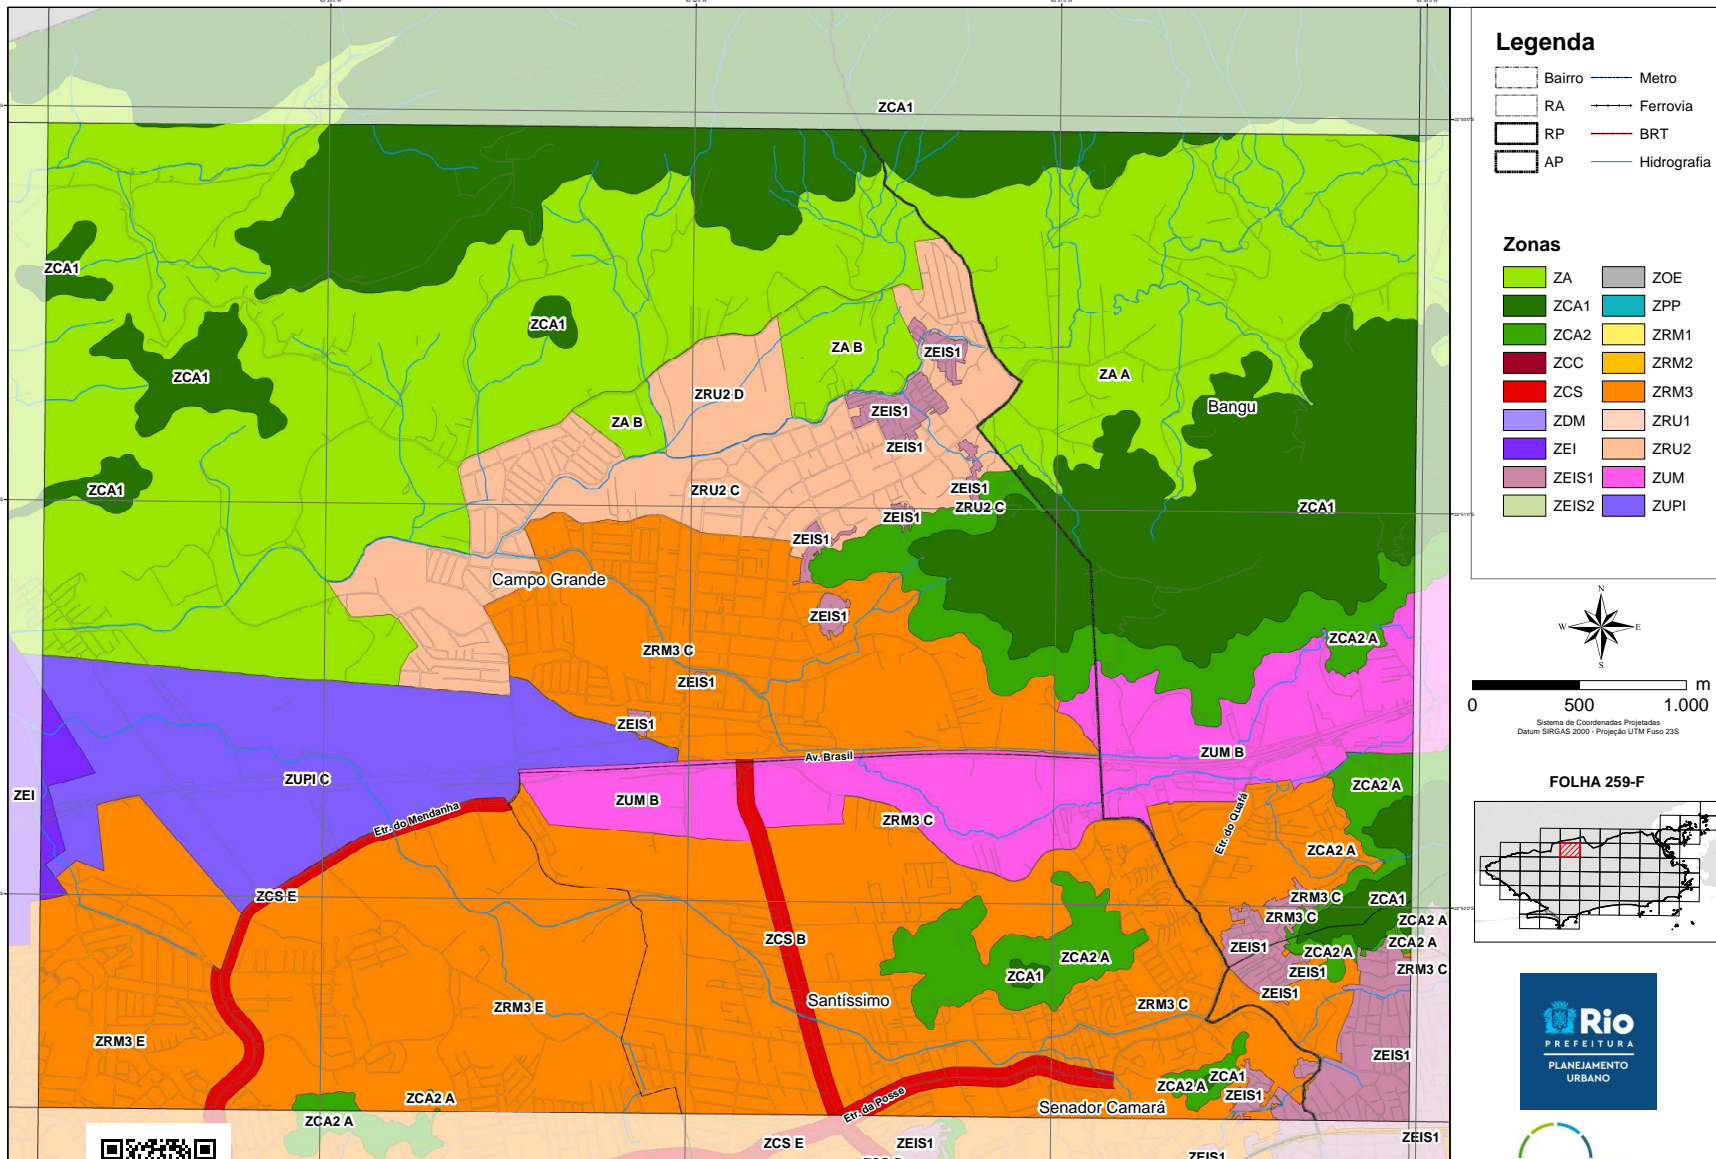 ZCA1
ZCA1
ZCA1
ZCA1
ZA B
ZEIS1
ZA A
ZRU2 D
Bangu
ZEIS1
ZA B
ZEIS1
ZCA1
ZRU2 C
ZEIS1
ZRU2 C
ZCA1
ZEIS1
ZEIS1
Campo Grande
ZEIS1
ZCA2 A
ZRM3 C
ZEIS1
ZEIS1
ZUM B
Av. Brasil
ZUPI C
ZCA2 A
ZEI
ZUM B
Etr. do Mendanha
ZRM3 C
Etr. do Quafá
ZCA2 A
ZCS E
ZRM3 C
ZCA1
ZRM3 C
ZCA2 A
ZCS B
ZEIS1
ZCA2 A
ZCA2 A
ZCA2 A
ZCA1
ZEIS1
ZRM3 C
ZEIS1
Santíssimo
ZRM3 E
ZRM3 C
ZRM3 E
ZEIS1
ZCA1
ZCA2 A
ZEIS1
ZCA2 A
Etr. da Posse
Senador Camará
ZCA2 A
ZCS E
ZEIS1
ZEIS1
ZEIS1
Legenda
Bairro
Metro
RA
Ferrovia
RP
BRT
AP
Hidrografia
Zonas
ZA
ZOE
ZCA1
ZPP
ZCA2
ZRM1
ZCC
ZRM2
ZCS
ZRM3
ZDM
ZRU1
ZEI
ZRU2
ZEIS1
ZUM
ZEIS2
ZUPI
N
W
E
S
m
0 500 1.000
Sistema de Coordenadas Projetadas
Datum SIRGAS 2000 - Projeção UTM Fuso 23S
FOLHA 259-F
Rio
PREFEITURA
PLANEJAMENTO
URBANO